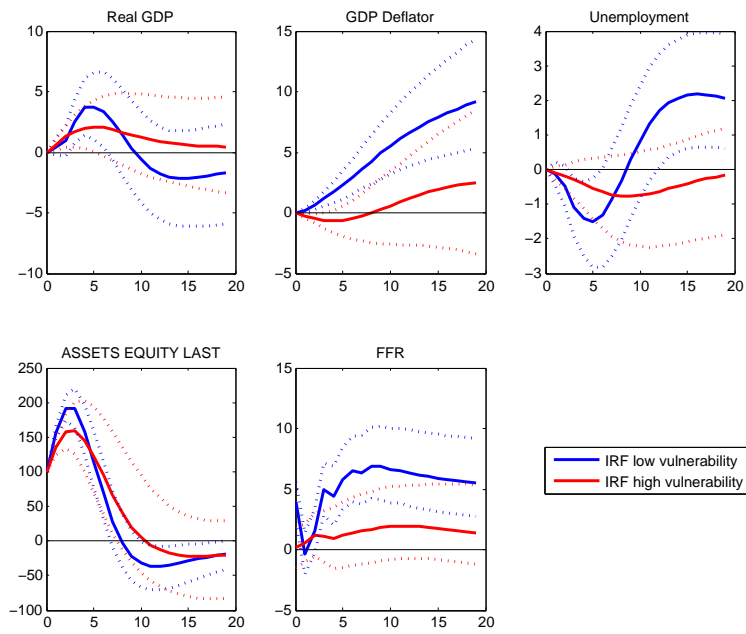 Real GDP
10
5
0
−5
−10
0 5 10 15 20
GDP Deflator
15
10
5
0
−5
0 5 10 15 20
Unemployment
4
3
2
1
0
−1
−2
−3
0 5 10 15 20
ASSETS EQUITY LAST
250
200
150
100
50
0
−50
−100
0 5 10 15 20
FFR
15
10
5
0
−5
0 5 10 15 20
IRF low vulnerability
IRF high vulnerability